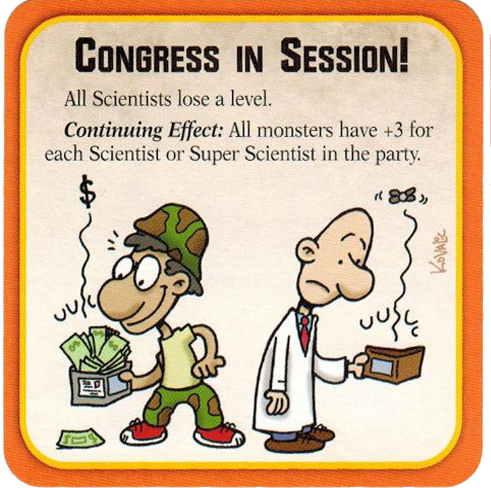 CONGRESS IN SESSION!
All Scientists lose a level.
Continuing Effect: All monsters have +3 for
each Scientist or Super Scientist in the party.
$
KOVALIC